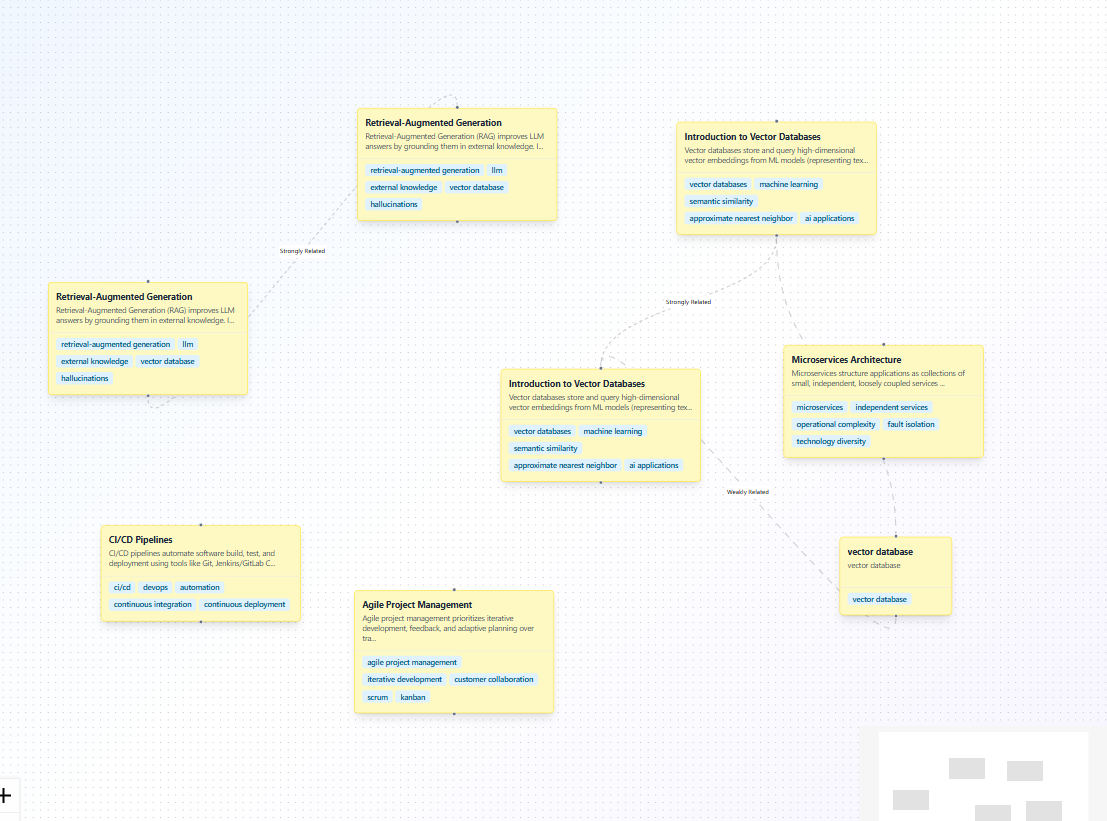 Retrieval-Augmented Generation
Retrieval-Augmented Generation (RAG) improves LLM
answers by grounding them in external knowledge. I...
retrieval-augmented generation llm
external knowledge vector database
hallucinations
Introduction to Vector Databases
Vector databases store and query high-dimensional
vector embeddings from ML models (representing tex...
vector databases machine learning
semantic similarity
approximate nearest neighbor ai applications
Strongly Related
Retrieval-Augmented Generation
Retrieval-Augmented Generation (RAG) improves LLM
answers by grounding them in external knowledge. I...
retrieval-augmented generation llm
external knowledge vector database
hallucinations
Strongly Related
Microservices Architecture
Microservices structure applications as collections of
small, independent, loosely coupled services ...
microservices independent services
operational complexity fault isolation
technology diversity
Introduction to Vector Databases
Vector databases store and query high-dimensional
vector embeddings from ML models (representing tex...
vector databases machine learning
semantic similarity
approximate nearest neighbor ai applications
Weakly Related
CI/CD Pipelines
CI/CD pipelines automate software build, test, and
deployment using tools like Git, Jenkins/GitLab C...
ci/cd devops automation
continuous integration continuous deployment
vector database
vector database
vector database
Agile Project Management
Agile project management prioritizes iterative
development, feedback, and adaptive planning over
tra...
agile project management
iterative development customer collaboration
scrum kanban